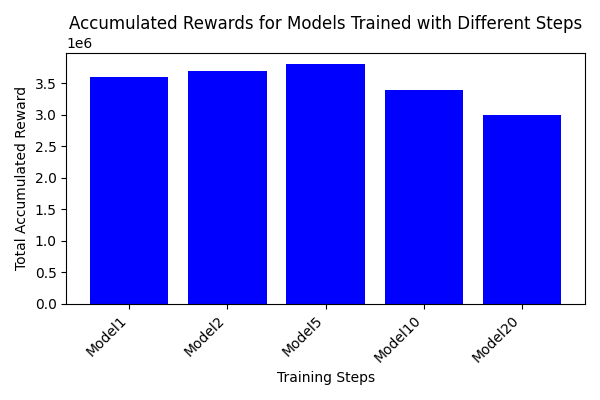 Accumulated Rewards for Models Trained with Different Steps
1e6
3.5
3.0
2.5
2.0
1.5
1.0
0.5
0.0
Total Accumulated Reward
Model1
Model2
Model5
Model10
Model20
Training Steps